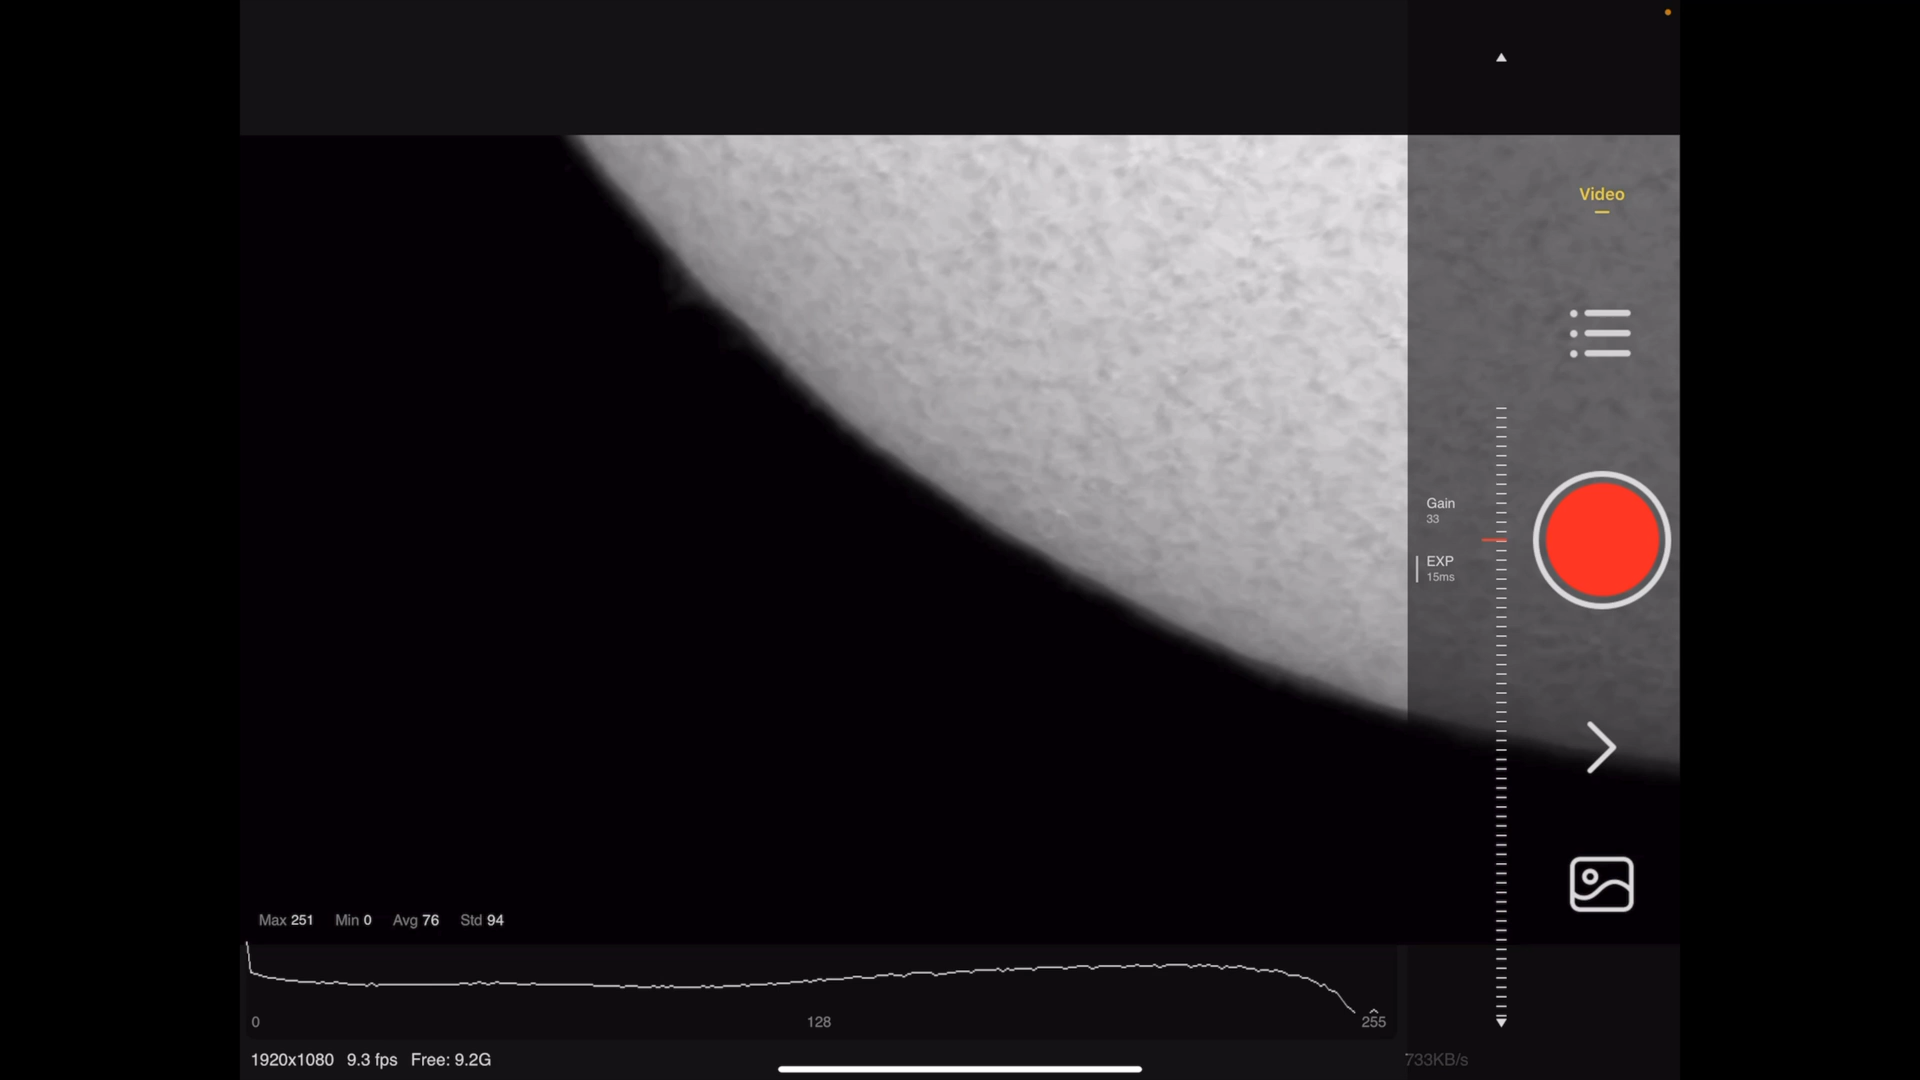 Video
Gain
33
EXP
15ms
Max 251 Min 0 Avg 76 Std 94
0 128 255
1920x1080 9.3 fps Free: 9.2G
733KB/s